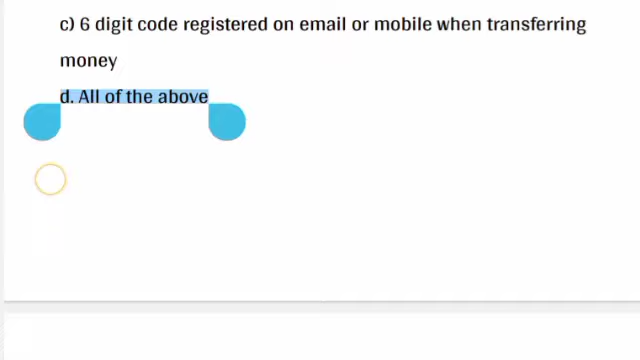 c) 6 digit code registered on email or mobile when transferring
money
d. All of the above